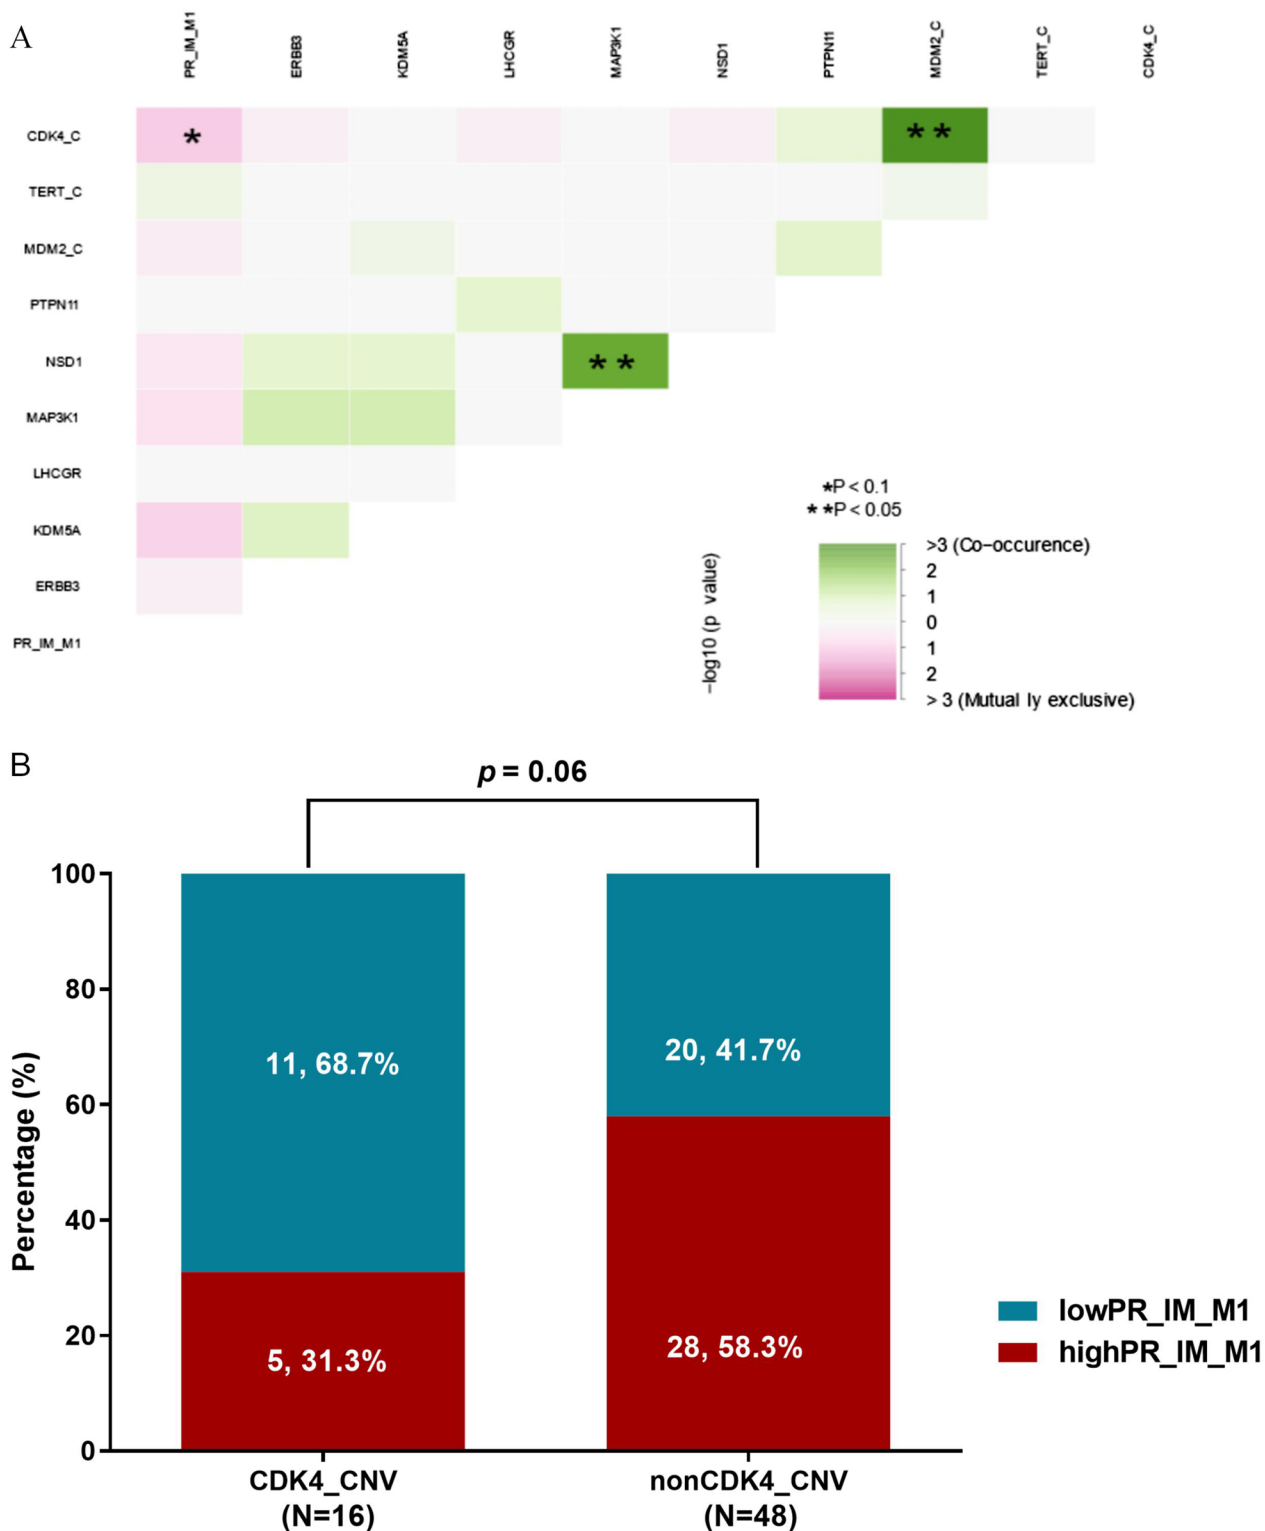 A
PR_IM_M1
ERBB3
KDM5A
LHCGR
MAP3K1
NSD1
PTPN11
MDM2_C
TERT_C
CDK4_C
CDK4_C
*
**
TERT_C
MDM2_C
PTPN11
NSD1
**
MAP3K1
LHCGR
KDM5A
ERBB3
PR_IM_M1
*P < 0.1
**P < 0.05
-log10 (p value)
>3 (Co-occurence)
2
1
0
1
2
> 3 (Mutual ly exclusive)
B
p = 0.06
Percentage (%)
100
80
60
40
20
0
11, 68.7%
20, 41.7%
5, 31.3%
28, 58.3%
lowPR_IM_M1
highPR_IM_M1
CDK4_CNV
(N=16)
nonCDK4_CNV
(N=48)